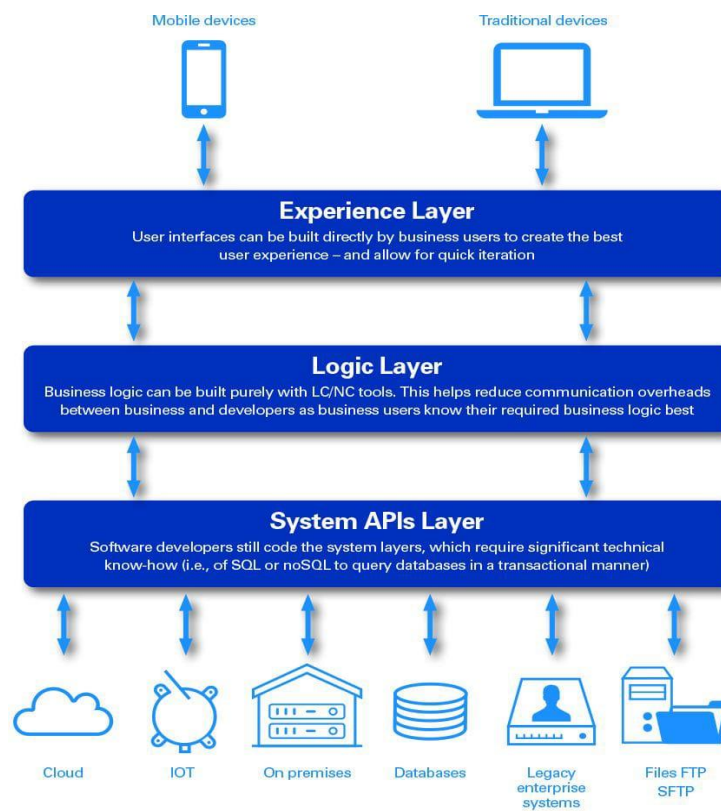 Mobile devices
Traditional devices
Experience Layer
User interfaces can be built directly by business users to create the best
user experience – and allow for quick iteration
Logic Layer
Business logic can be built purely with LC/NC tools. This helps reduce communication overheads
between business and developers as business users know their required business logic best
System APIs Layer
Software developers still code the system layers, which require significant technical
know-how (i.e., of SQL or noSQL to query databases in a transactional manner)
Cloud
IOT
On premises
Databases
Legacy
enterprise
systems
Files FTP
SFTP